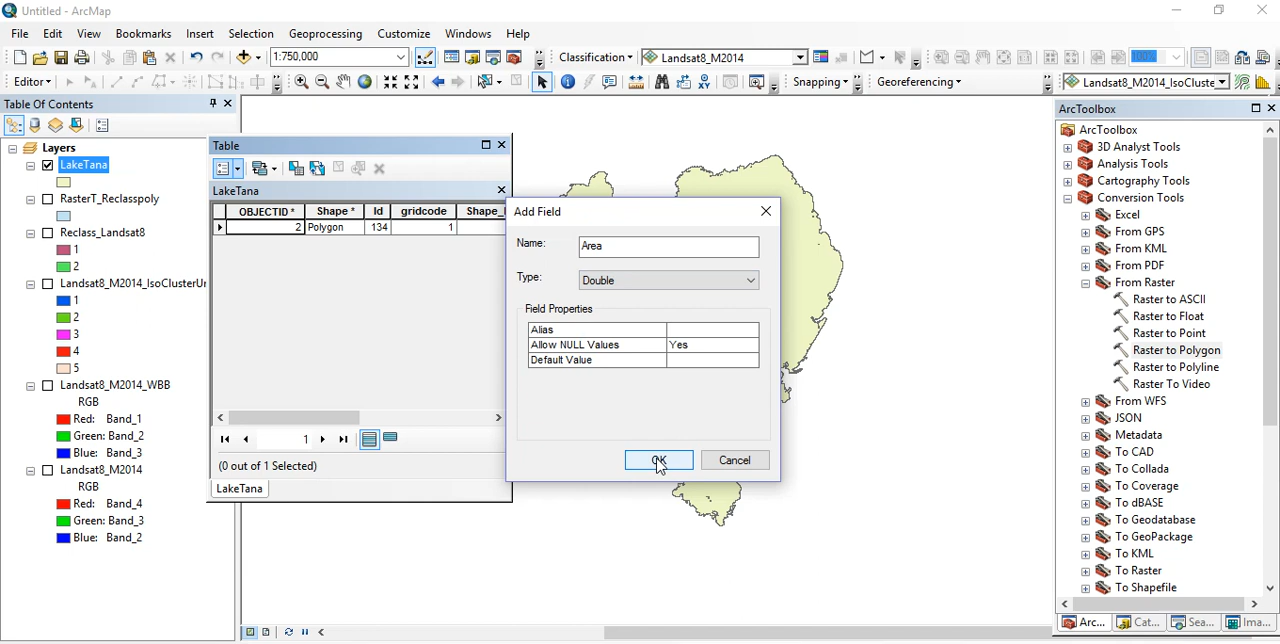 Untitled - ArcMap
File Edit View Bookmarks Insert Selection Geoprocessing Customize Windows Help
1:750,000 Classification Landsat8_M2014
Editor Snapping Georeferencing Landsat8_M2014_IsoCluste
Table Of Contents
Layers
LakeTana
RasterT_Reclasspoly
Reclass_Landsat8
1
2
Landsat8_M2014_IsoClusterUr
1
2
3
4
5
Landsat8_M2014_WBB
RGB
Red: Band_1
Green: Band_2
Blue: Band_3
Landsat8_M2014
RGB
Red: Band_4
Green: Band_3
Blue: Band_2
Table
LakeTana
OBJECTID * Shape * Id gridcode
2 Polygon 134 1
1
(0 out of 1 Selected)
LakeTana
Add Field
Name: Area
Type: Double
Field Properties
Alias
Allow NULL Values Yes
Default Value
OK Cancel
ArcToolbox
ArcToolbox
3D Analyst Tools
Analysis Tools
Cartography Tools
Conversion Tools
Excel
From GPS
From KML
From PDF
From Raster
Raster to ASCII
Raster to Float
Raster to Point
Raster to Polygon
Raster to Polyline
Raster To Video
From WFS
JSON
Metadata
To CAD
To Collada
To Coverage
To dBASE
To Geodatabase
To GeoPackage
To KML
To Raster
To Shapefile
Arc... Cat... Sea... Ima...